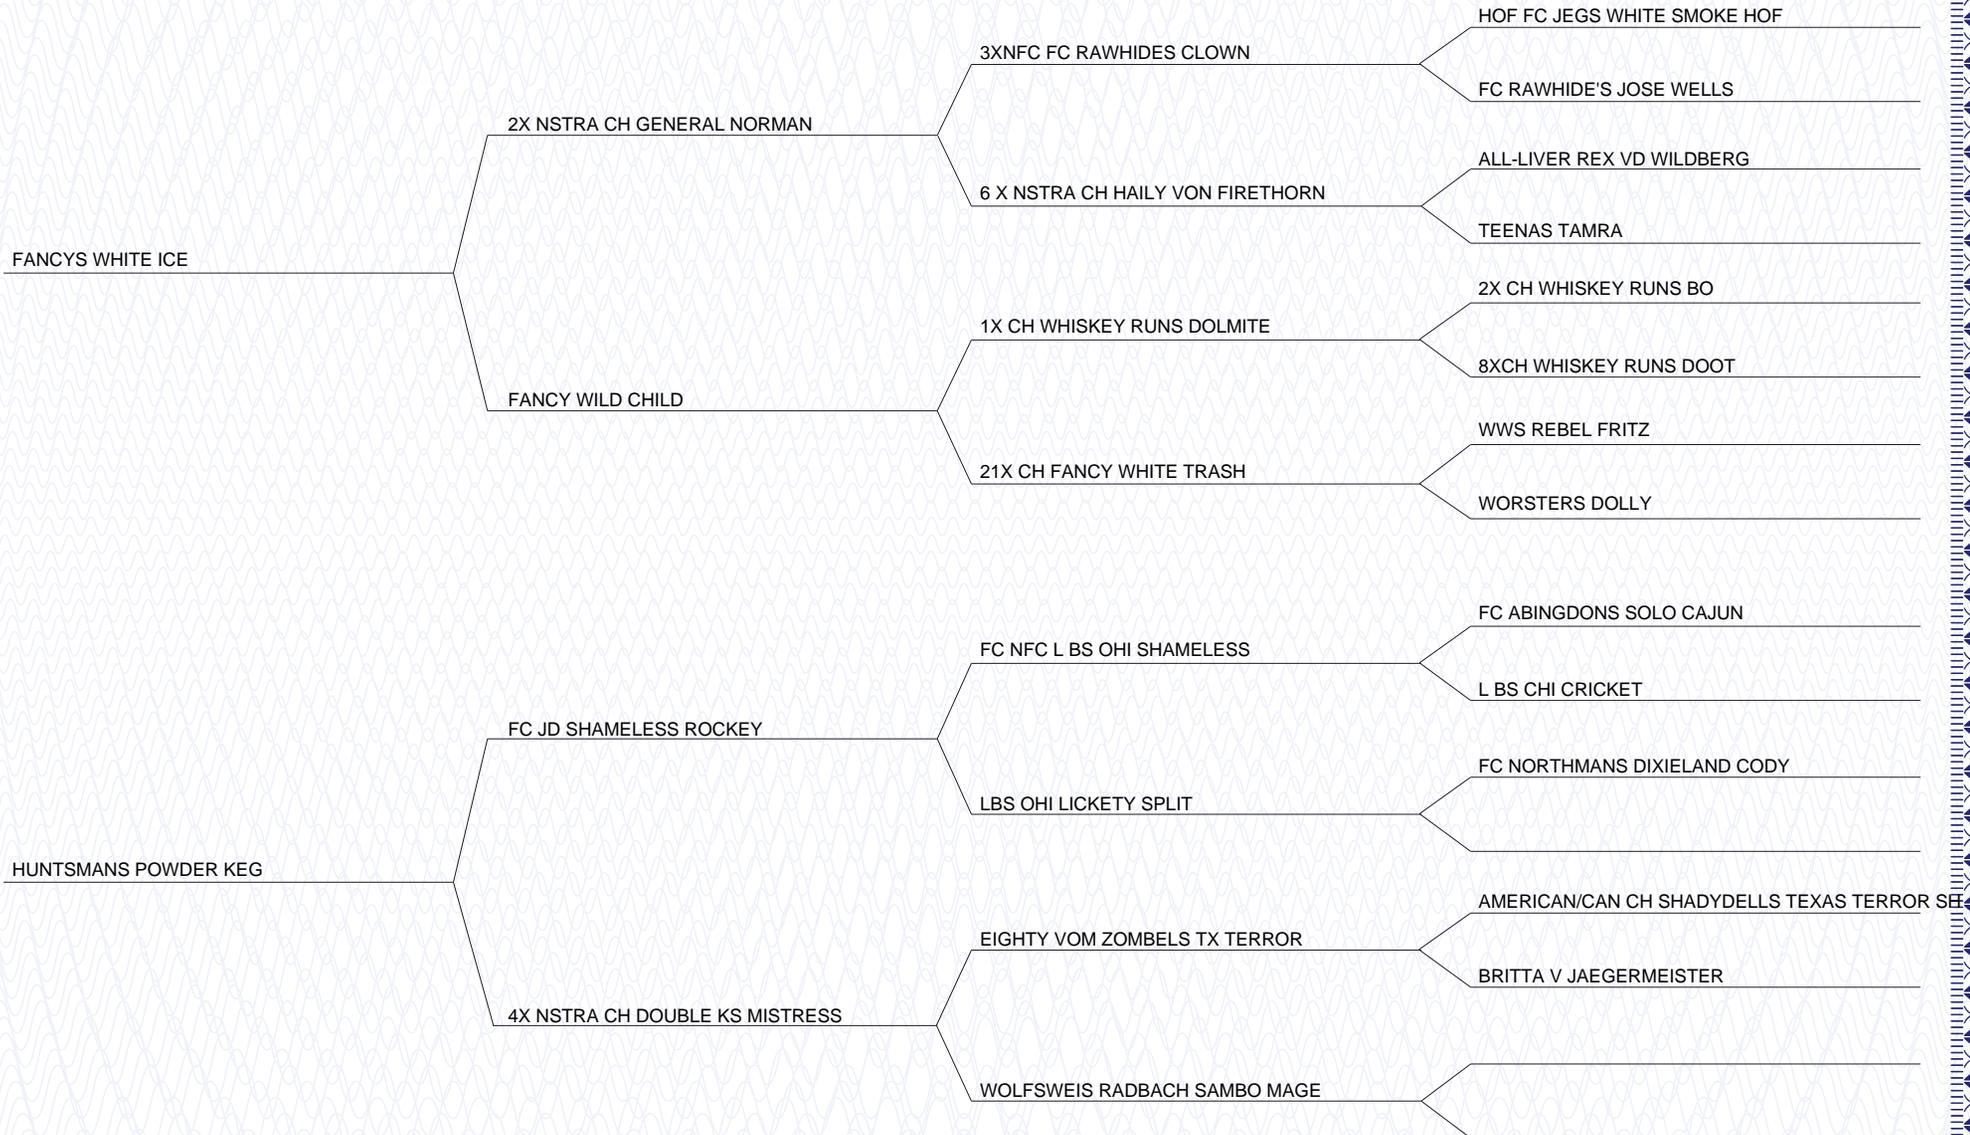 HOF FC JEGS WHITE SMOKE HOF
3XNFC FC RAWHIDES CLOWN
FC RAWHIDE'S JOSE WELLS
2X NSTRA CH GENERAL NORMAN
ALL-LIVER REX VD WILDBERG
6 X NSTRA CH HAILY VON FIRETHORN
TEENAS TAMRA
FANCYS WHITE ICE
2X CH WHISKEY RUNS BO
1X CH WHISKEY RUNS DOLMITE
8XCH WHISKEY RUNS DOOT
FANCY WILD CHILD
WWS REBEL FRITZ
21X CH FANCY WHITE TRASH
WORSTERS DOLLY
FC ABINGDONS SOLO CAJUN
FC NFC L BS OHI SHAMELESS
L BS CHI CRICKET
FC JD SHAMELESS ROCKEY
FC NORTHMANS DIXIELAND CODY
LBS OHI LICKETY SPLIT
HUNTSMANS POWDER KEG
AMERICAN/CAN CH SHADYDELLS TEXAS TERROR
EIGHTY VOM ZOMBELS TX TERROR
BRITTA V JAEGERMEISTER
4X NSTRA CH DOUBLE KS MISTRESS
WOLFSWEIS RADBACH SAMBO MAGE